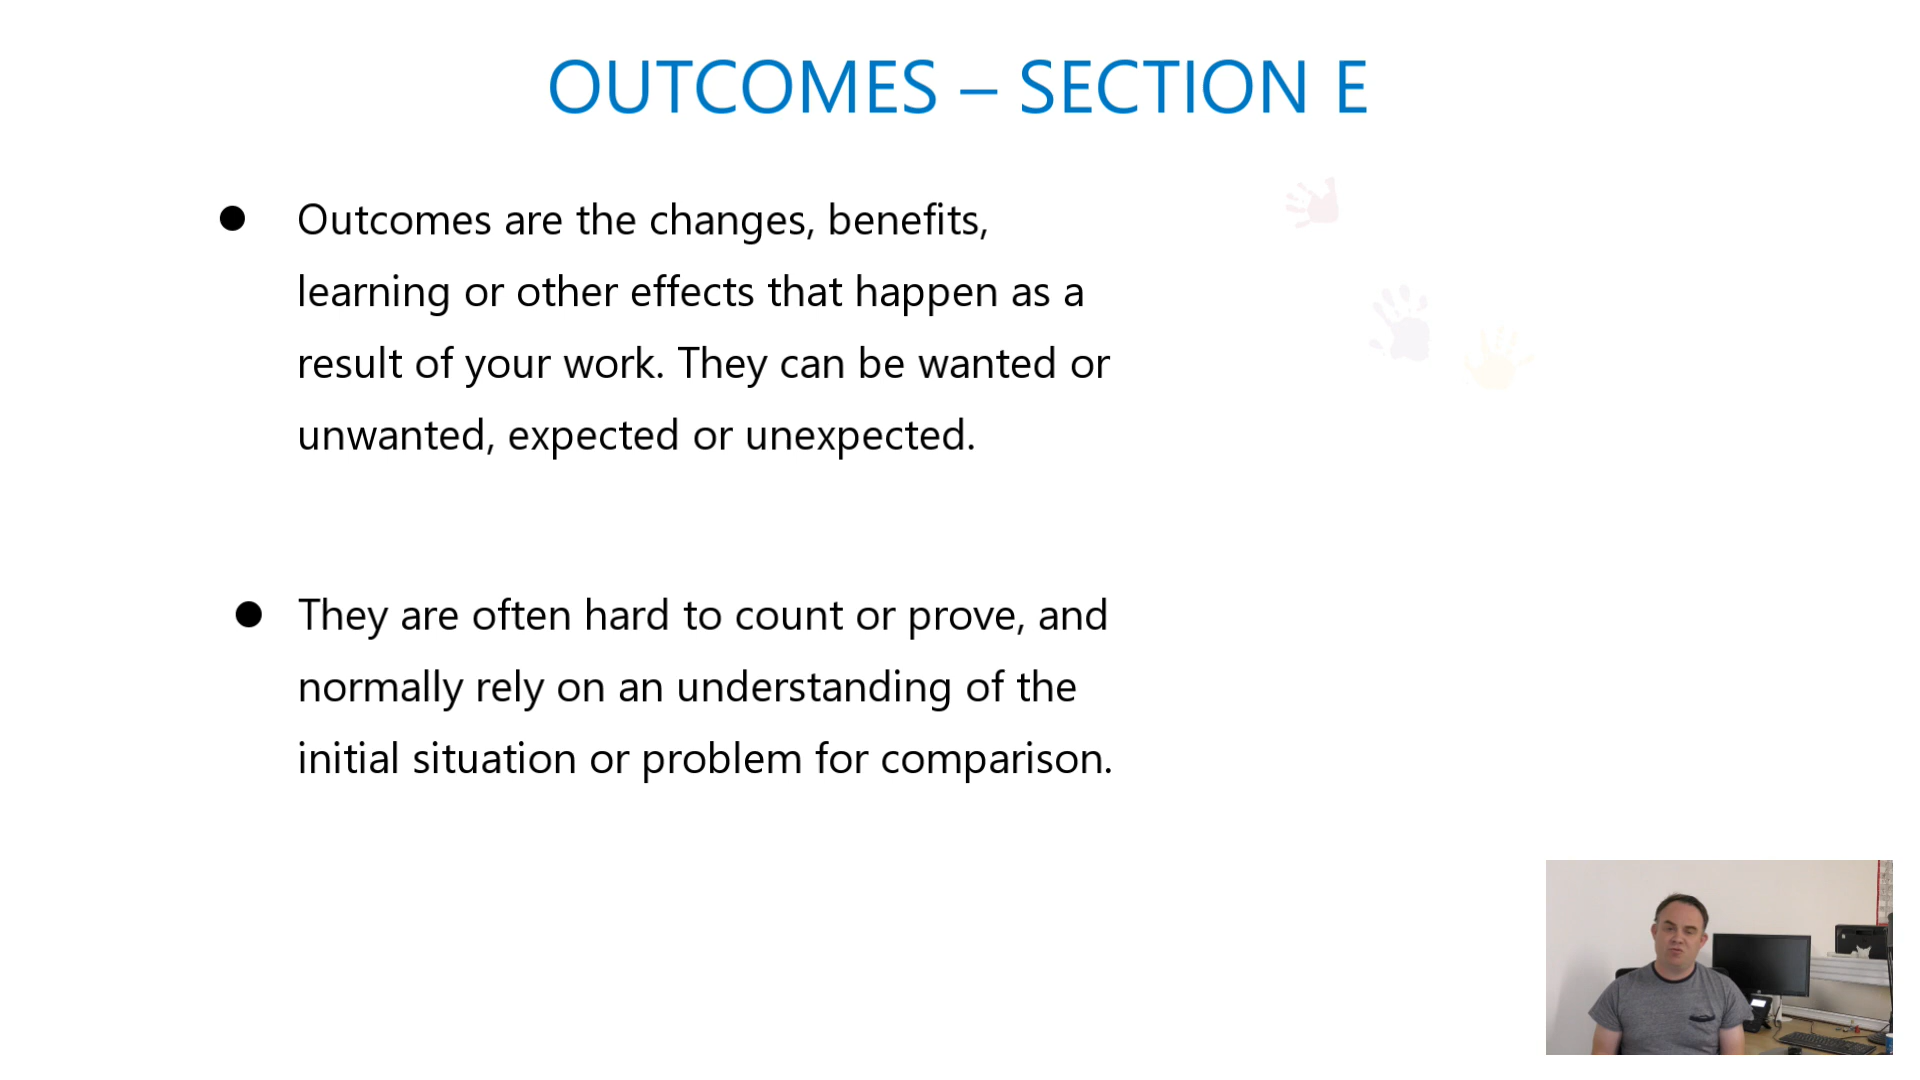 OUTCOMES – SECTION E
● Outcomes are the changes, benefits,
learning or other effects that happen as a
result of your work. They can be wanted or
unwanted, expected or unexpected.
● They are often hard to count or prove, and
normally rely on an understanding of the
initial situation or problem for comparison.